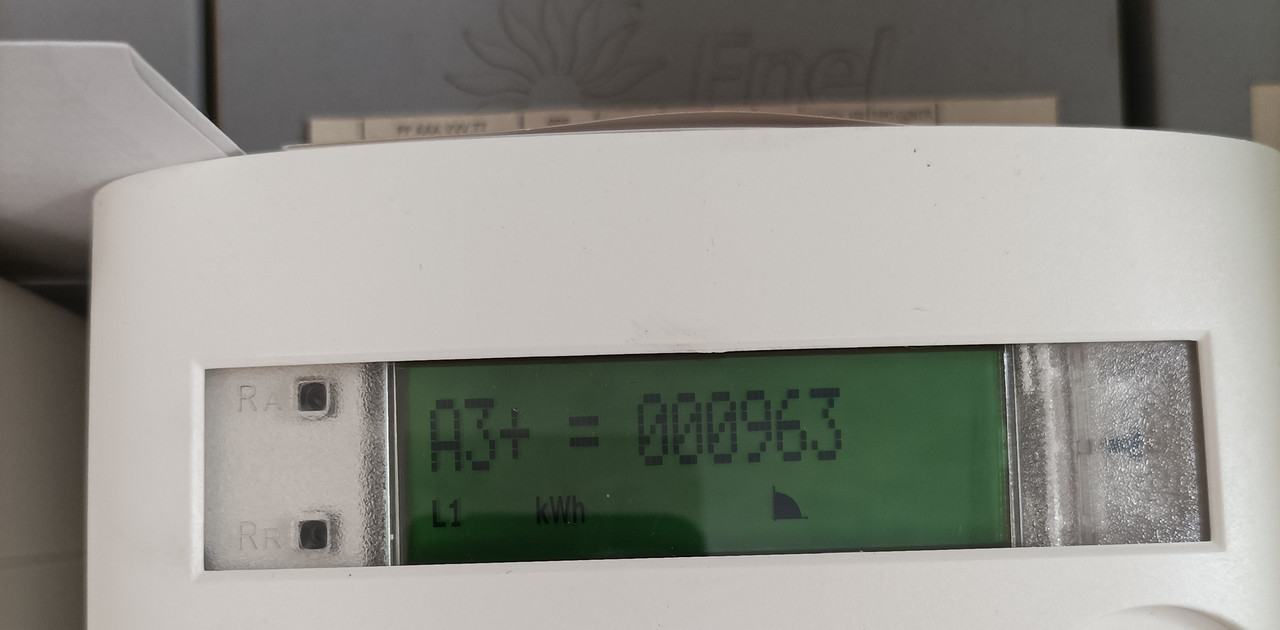 Enel
RA
A3+ = 000963
RR
L1 kWh